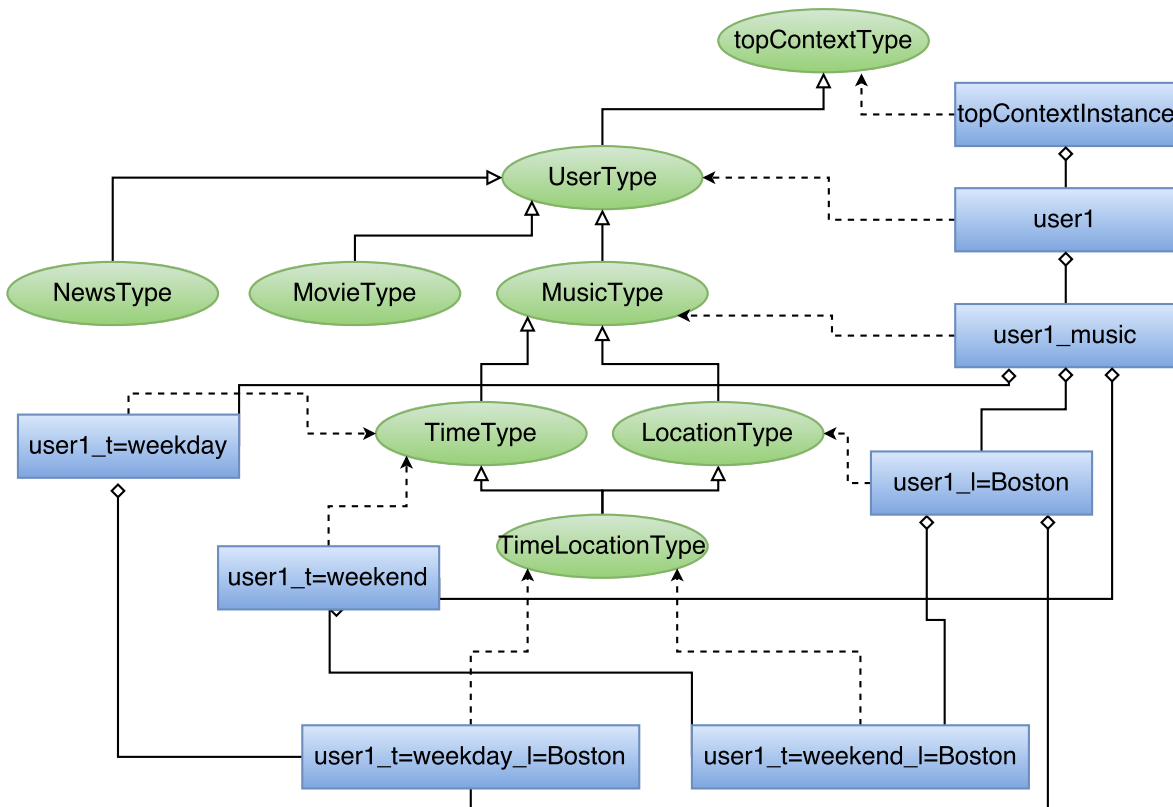 topContextType
topContextInstance
UserType
user1
NewsType
MovieType
MusicType
user1_music
user1_t=weekday
TimeType
LocationType
user1_l=Boston
TimeLocationType
user1_t=weekend
user1_t=weekday_l=Boston
user1_t=weekend_l=Boston